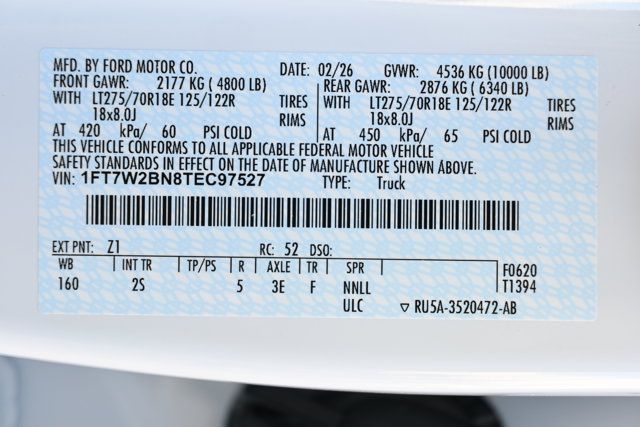 MFD. BY FORD MOTOR CO. DATE: 02/26 GVWR: 4536 KG (10000 LB)
FRONT GAWR: 2177 KG ( 4800 LB) REAR GAWR: 2876 KG ( 6340 LB)
WITH LT275/70R18E 125/122R TIRES WITH LT275/70R18E 125/122R TIRES
18x8.0J RIMS 18x8.0J RIMS
AT 420 kPa/ 60 PSI COLD AT 450 kPa/ 65 PSI COLD
THIS VEHICLE CONFORMS TO ALL APPLICABLE FEDERAL MOTOR VEHICLE
SAFETY STANDARDS IN EFFECT ON THE DATE OF MANUFACTURE SHOWN ABOVE.
VIN: 1FT7W2BN8TEC97527 TYPE: Truck
EXT PNT: Z1 RC: 52 DSO:
WB INT TR TP/PS R AXLE TR SPR F0620
160 2S 5 3E F NNLL T1394
ULC ▽ RU5A-3520472-AB